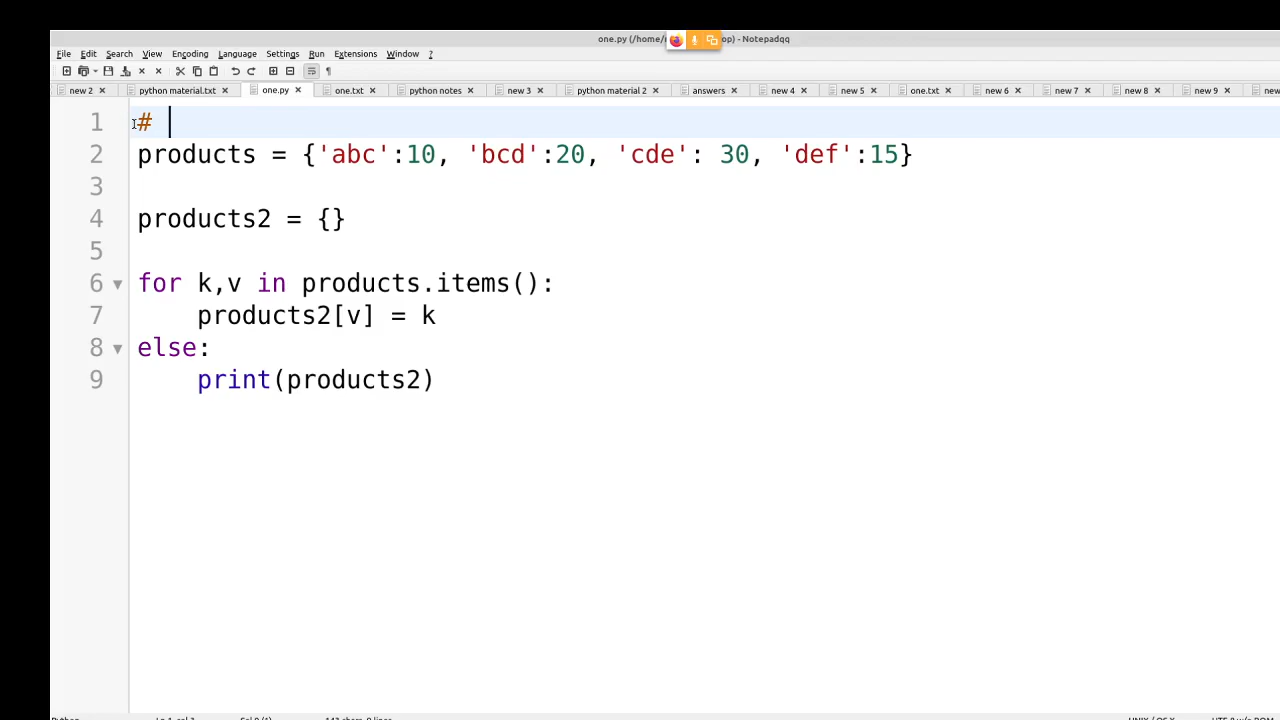 one.py (/home/ op) - Notepadqq
File Edit Search View Encoding Language Settings Run Extensions Window ?
new 2 python material.txt one.py one.txt python notes new 3 python material 2 answers new 4 new 5 one.txt new 6 new 7 new 8 new 9 new
1 #
2 products = {'abc':10, 'bcd':20, 'cde': 30, 'def':15}
3
4 products2 = {}
5
6 for k,v in products.items():
7 products2[v] = k
8 else:
9 print(products2)